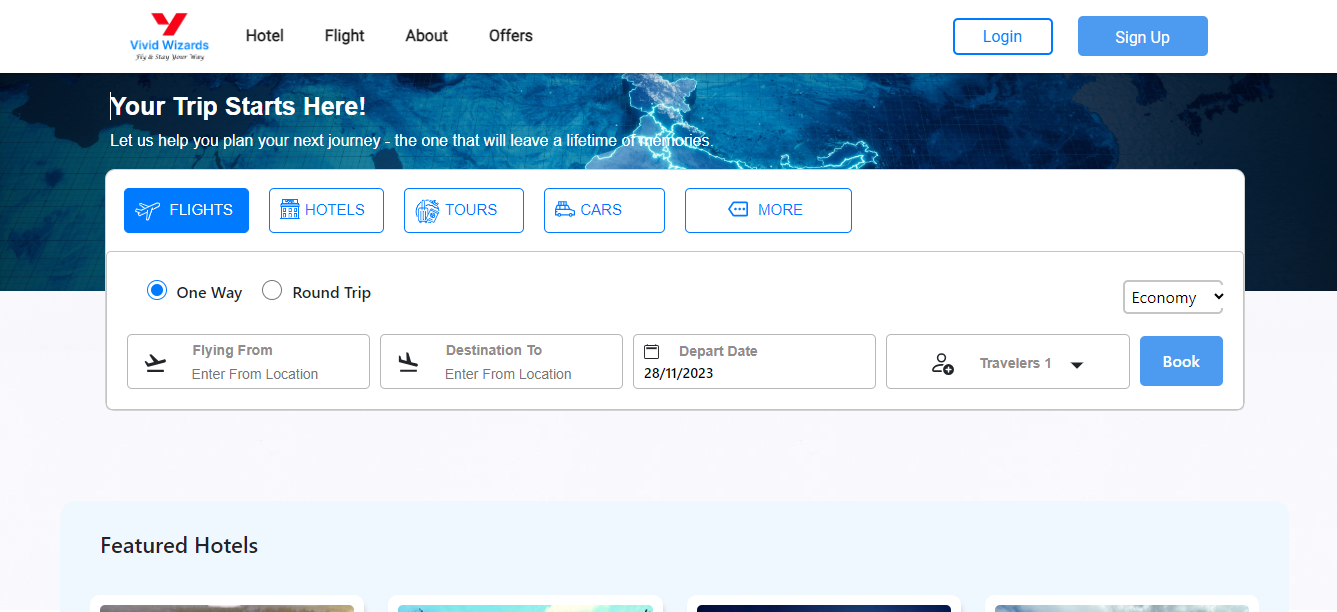 Vivid Wizards
Fly & Stay Your Way
Hotel
Flight
About
Offers
Login
Sign Up
Your Trip Starts Here!
Let us help you plan your next journey - the one that will leave a lifetime of memories.
FLIGHTS
HOTELS
TOURS
CARS
MORE
One Way
Round Trip
Economy
Flying From
Enter From Location
Destination To
Enter From Location
Depart Date
28/11/2023
Travelers 1
Book
Featured Hotels